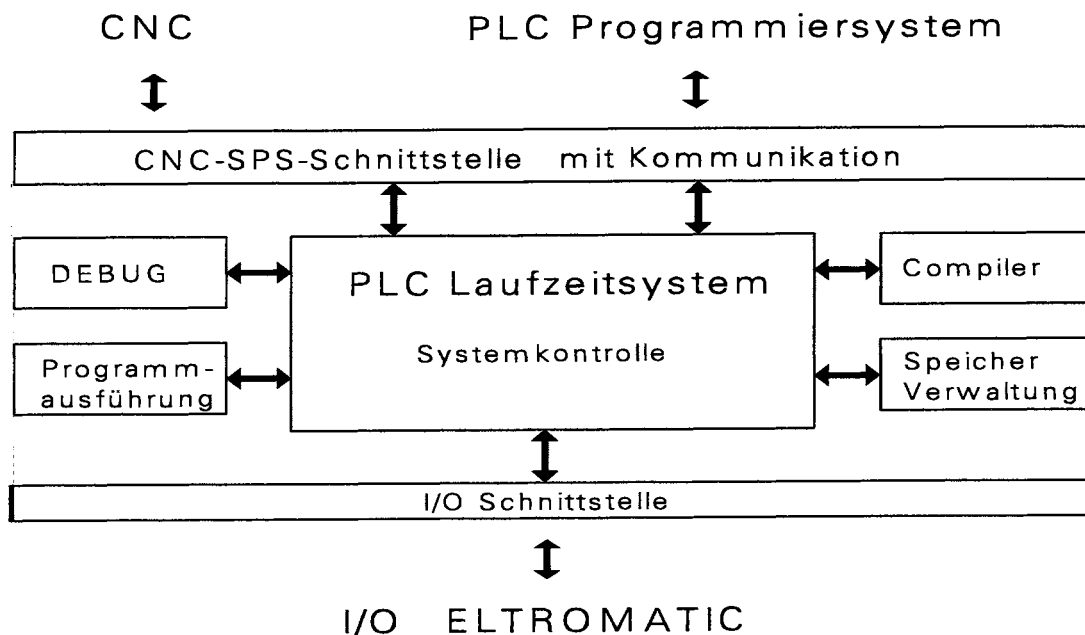 CNC
PLC Programmiersystem
CNC-SPS-Schnittstelle mit Kommunikation
DEBUG
PLC Laufzeitsystem
Compiler
Systemkontrolle
Programm-
ausführung
Speicher
Verwaltung
I/O Schnittstelle
I/O ELTROMATIC